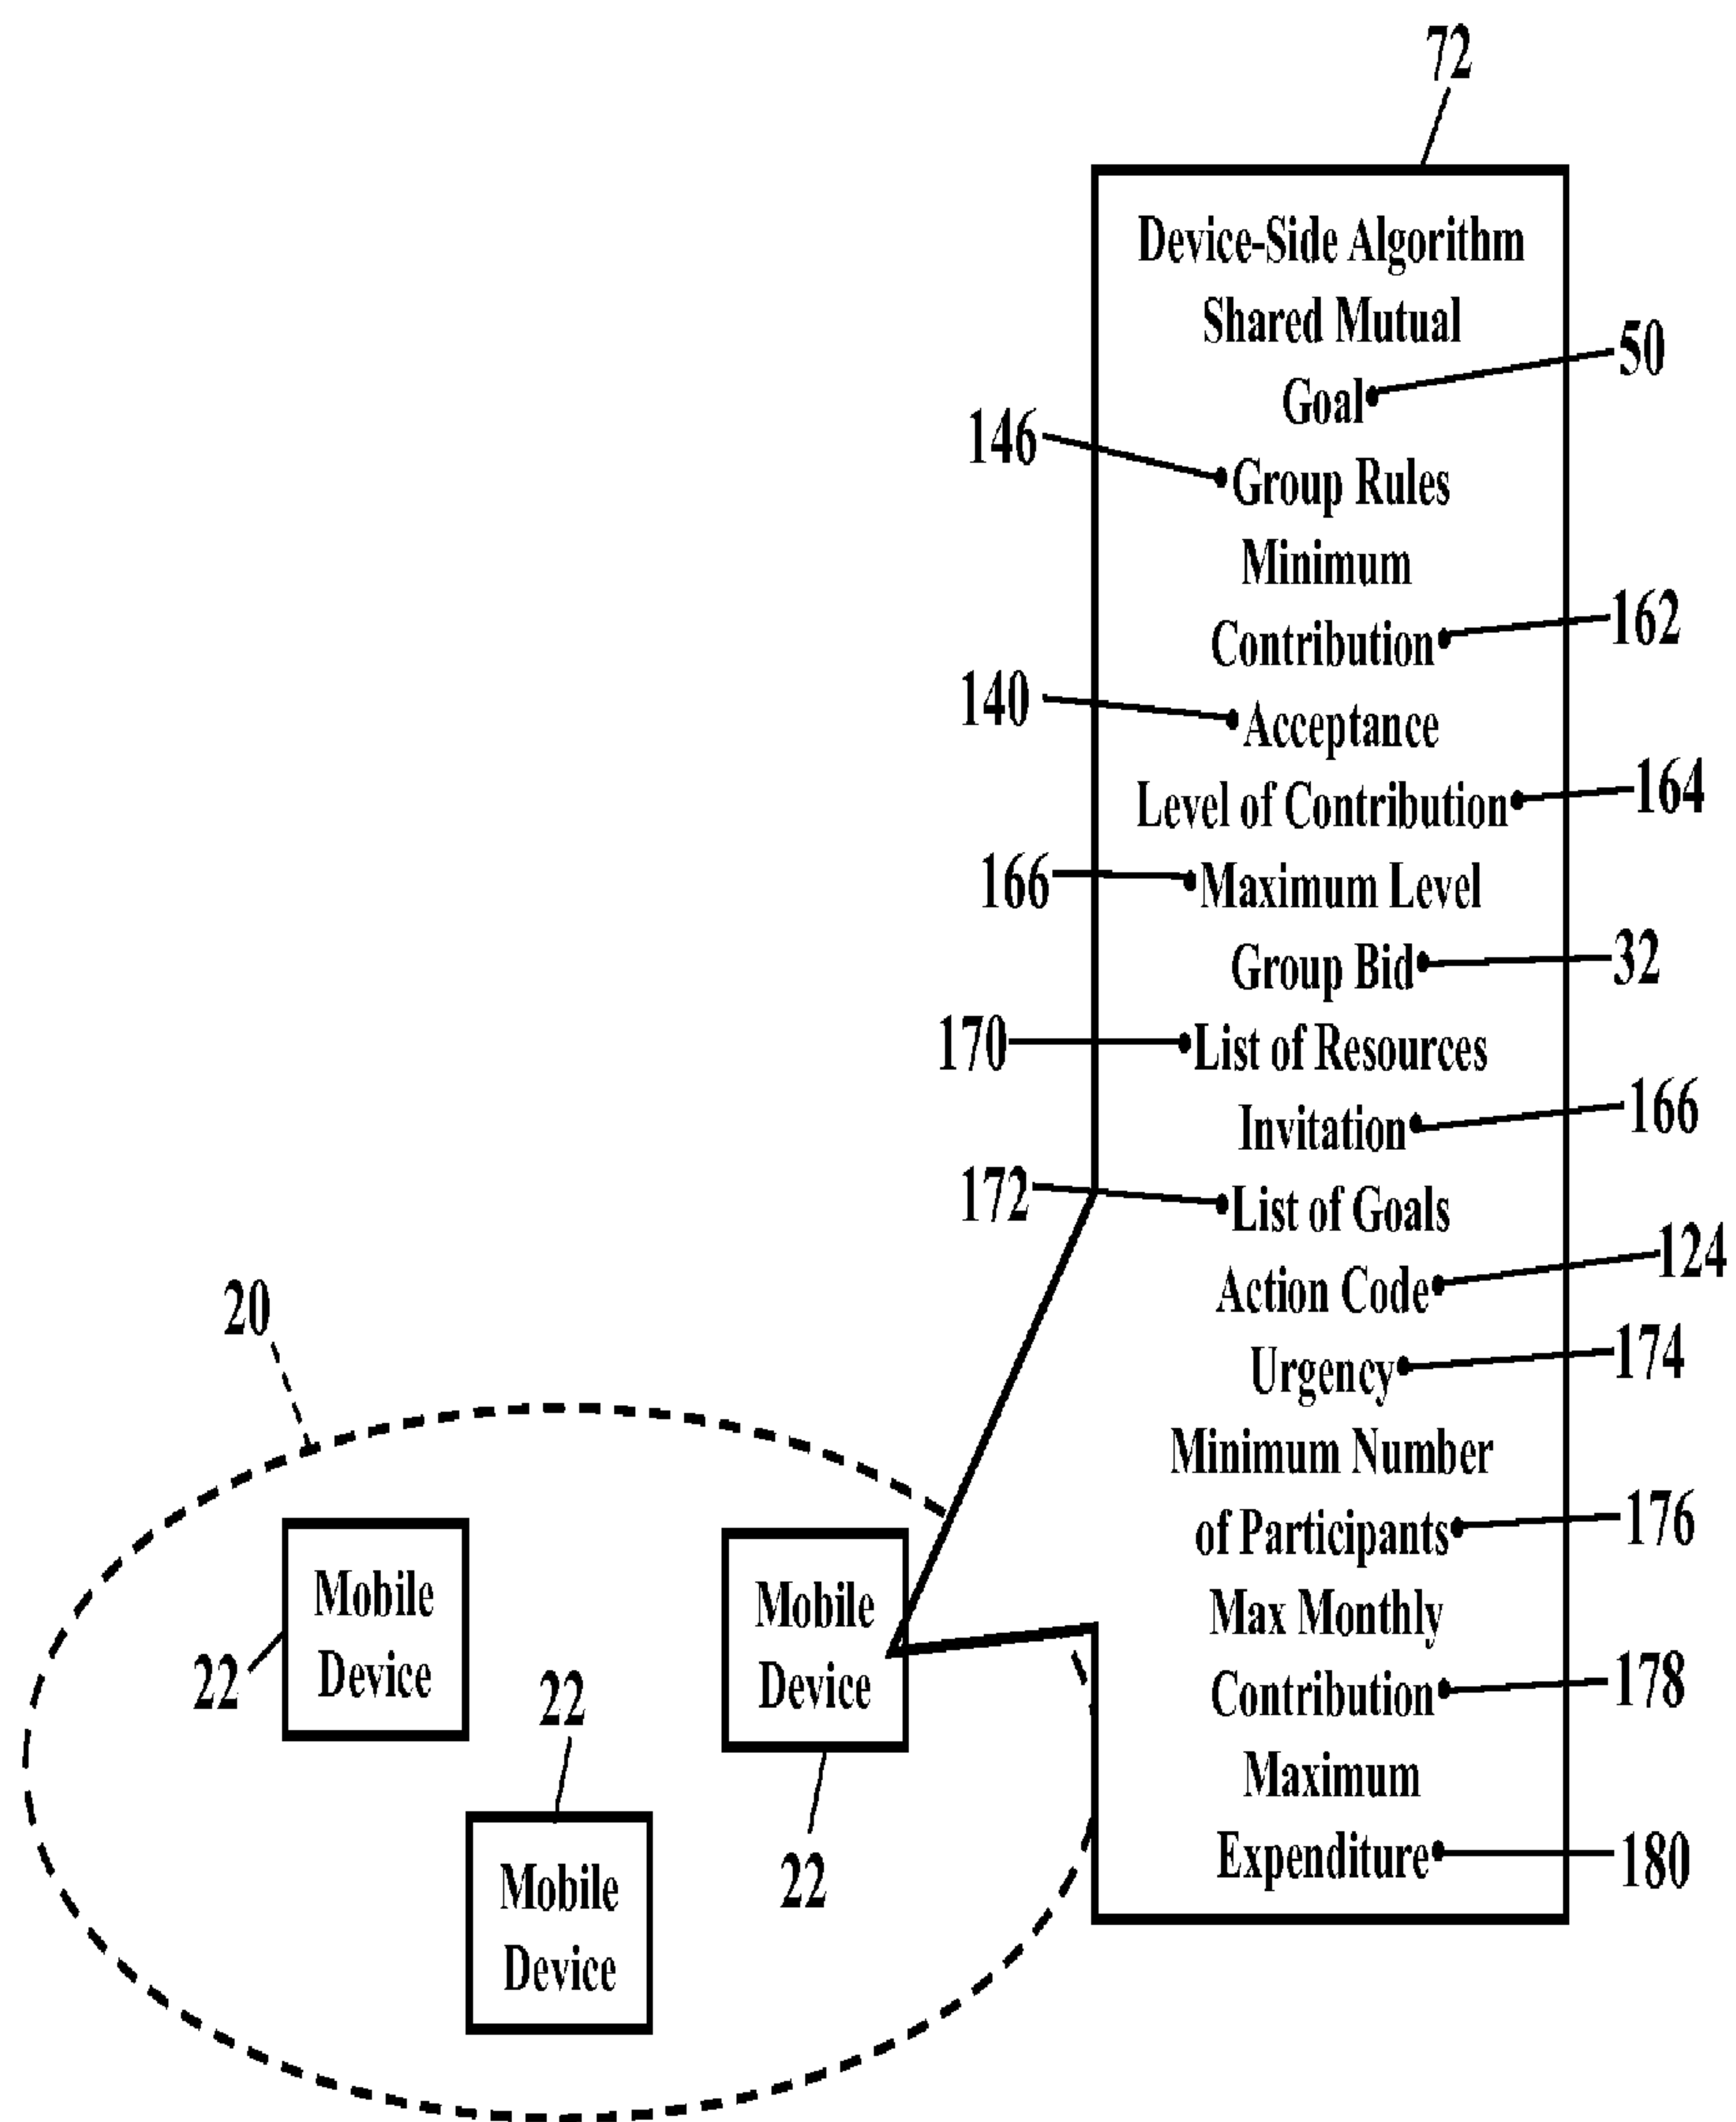 72
Device-Side Algorithm
Shared Mutual
Goal
50
146
Group Rules
Minimum
Contribution
162
140
Acceptance
Level of Contribution
164
166
Maximum Level
Group Bid
32
170
List of Resources
Invitation
166
172
List of Goals
Action Code
124
Urgency
174
Minimum Number
of Participants
176
Max Monthly
Contribution
178
Maximum
Expenditure
180
20
Mobile
Device
22
Mobile
Device
22
22
Mobile
Device